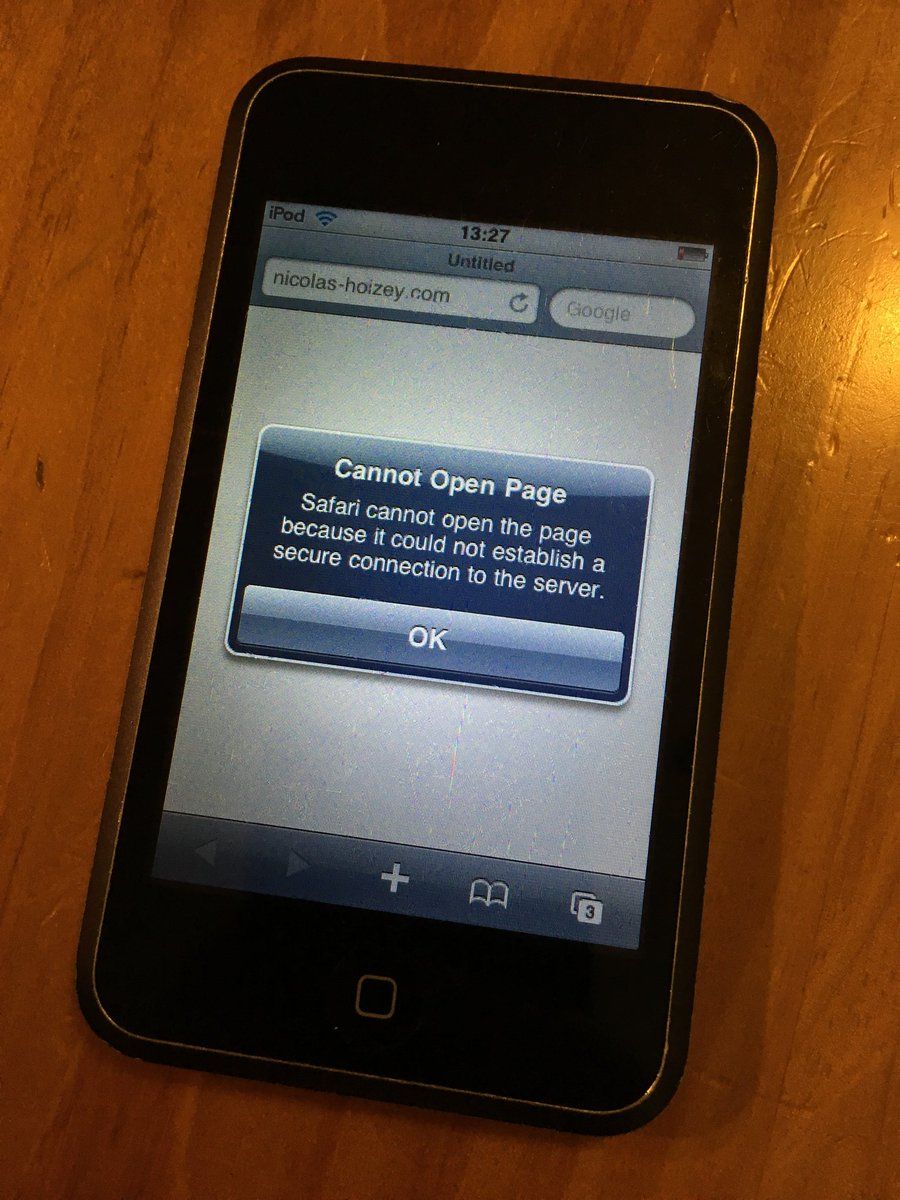 iPod
13:27
Untitled
nicolas-hoizey.com
Google
Cannot Open Page
Safari cannot open the page
because it could not establish a
secure connection to the server.
OK
3